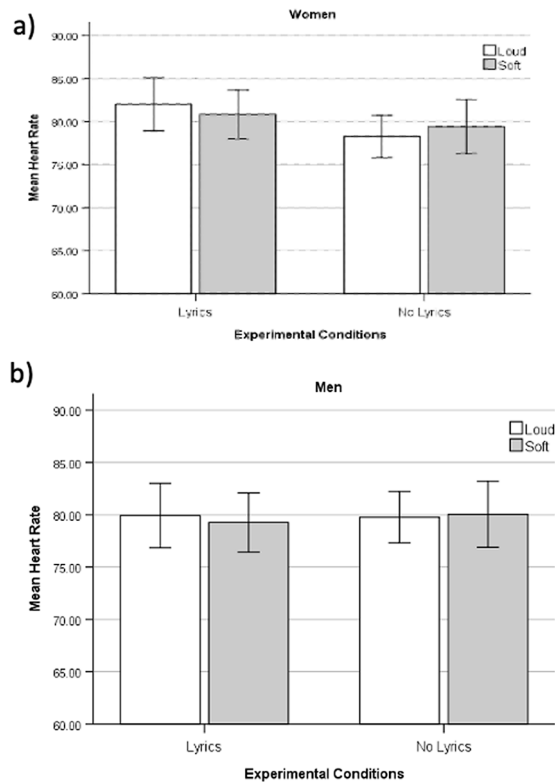 a)
Women
Loud
Soft
90.00
85.00
80.00
75.00
70.00
65.00
60.00
Mean Heart Rate
Lyrics No Lyrics
Experimental Conditions
b)
Men
Loud
Soft
90.00
85.00
80.00
75.00
70.00
65.00
60.00
Mean Heart Rate
Lyrics No Lyrics
Experimental Conditions